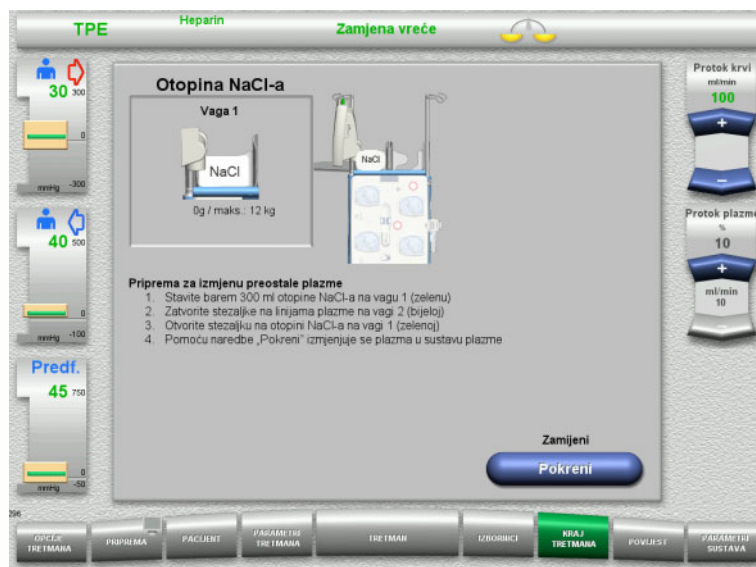 TPE
Heparin
Zamjena vreće
30
300
0
-300
mmHg
40
500
0
-100
mmHg
Predf.
45
750
0
-50
mmHg
Otopina NaCl-a
Vaga 1
NaCl
0g / maks.: 12 kg
NaCl
Priprema za izmjenu preostale plazme
1. Stavite barem 300 ml otopine NaCl-a na vagu 1 (zelenu)
2. Zatvorite stezaljke na linijama plazme na vagi 2 (bijeloj)
3. Otvorite stezaljku na otopini NaCl-a na vagi 1 (zelenoj)
4. Pomoću naredbe „Pokreni” izmjenjuje se plazma u sustavu plazme
Zamijeni
Pokreni
Protok krvi
ml/min
100
+
–
Protok plazme
%
10
+
ml/min
10
–
296
OPCIJE
TRETMANA
PRIPREMA
PACIJENT
PARAMETRI
TRETMANA
TRETMAN
IZBORNICI
KRAJ
TRETMANA
POVIJEST
PARAMETRI
SUSTAVA